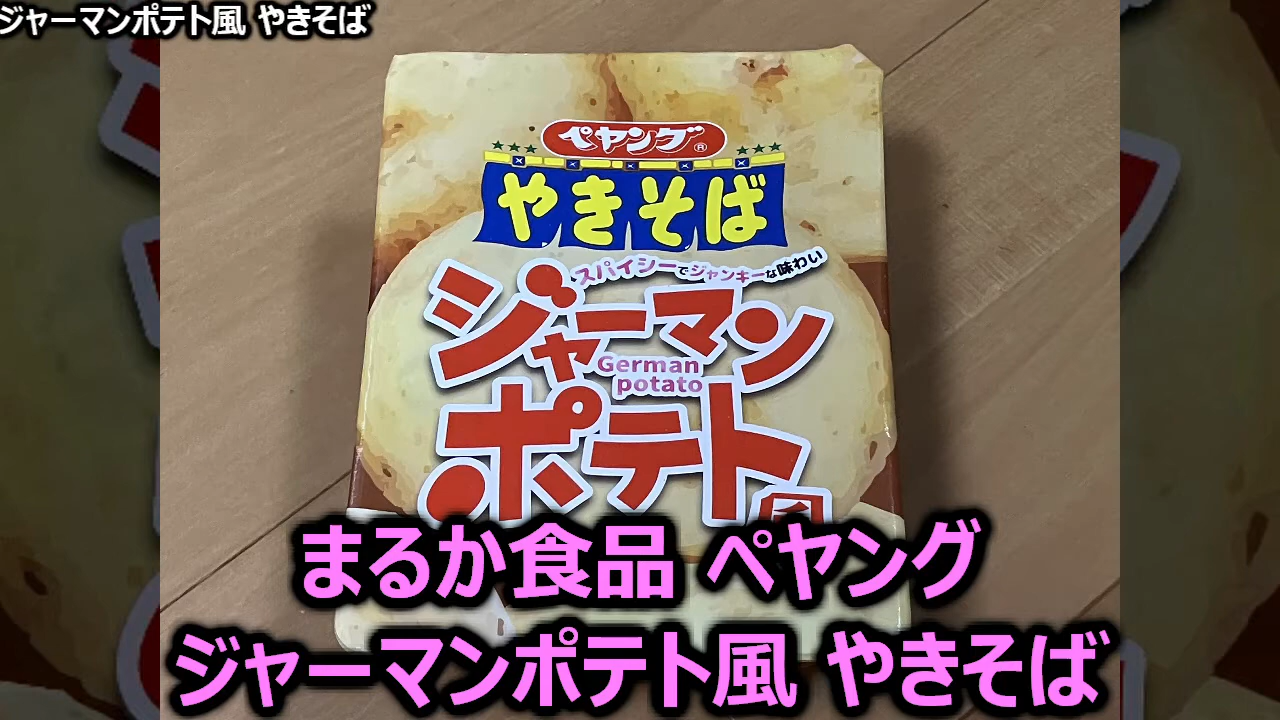 ジャーマンポテト風 やきそば
ペヤング®
やきそば
スパイシーでジャンキーな味わい
ジャーマン
German
potato
ポテト風
まるか食品 ペヤング
ジャーマンポテト風 やきそば